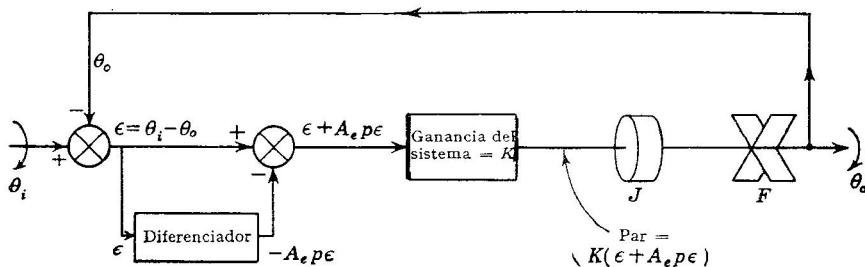 θₒ
−
ϵ = θᵢ − θₒ
+
ϵ + Aₑpϵ
Ganancia del
sistema = K
+
−
θᵢ
J
F
θₒ
ϵ
Diferenciador
−Aₑpϵ
Par =
K(ϵ + Aₑpϵ)